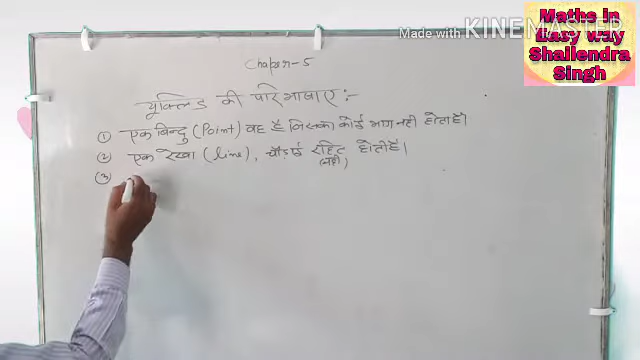 Made with KINEMASTER
Maths in
Easy way
Shailendra
Singh
Chapter-5
यूक्लिड की परिभाषाए:-
(1) एक बिन्दु (Point) वह है जिसका कोई भाग नहीं होता है।
(2) एक रेखा (line), चौड़ाई रहित होती है।
(नहीं)
(3)